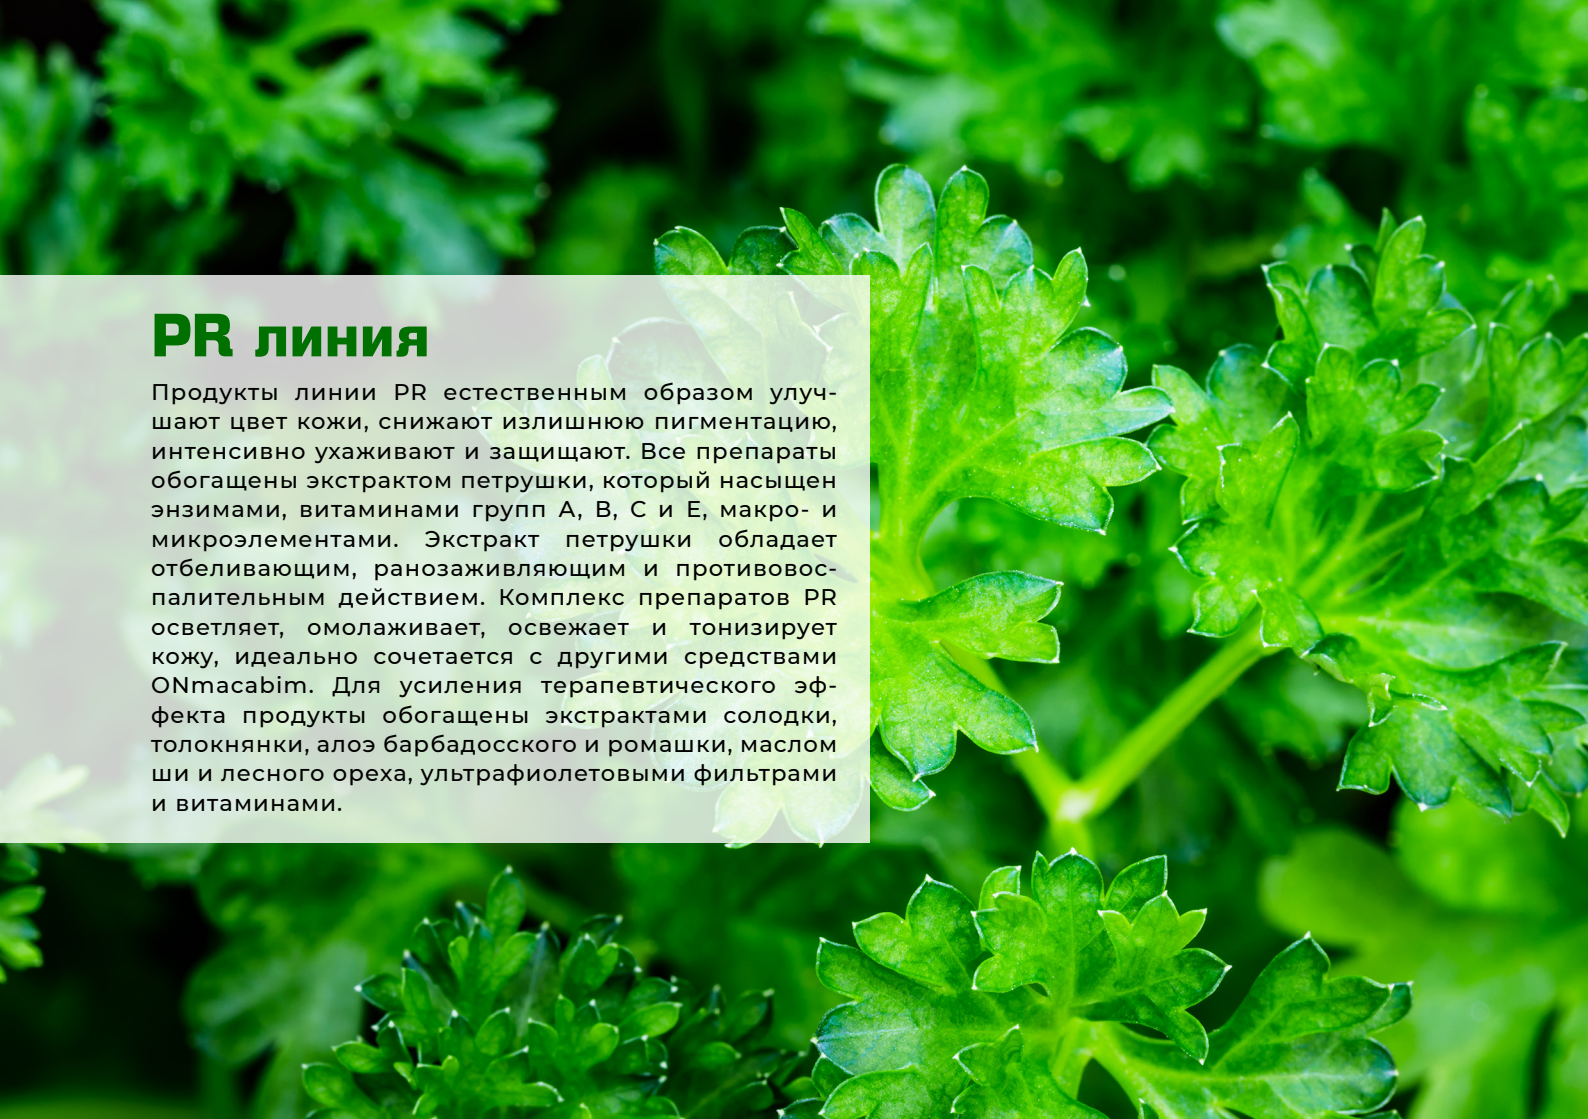 PR линия
Продукты линии PR естественным образом улуч-
шают цвет кожи, снижают излишнюю пигментацию,
интенсивно ухаживают и защищают. Все препараты
обогащены экстрактом петрушки, который насыщен
энзимами, витаминами групп А, В, С и Е, макро- и
микроэлементами. Экстракт петрушки обладает
отбеливающим, ранозаживляющим и противовос-
палительным действием. Комплекс препаратов PR
осветляет, омолаживает, освежает и тонизирует
кожу, идеально сочетается с другими средствами
ONmacabim. Для усиления терапевтического эф-
фекта продукты обогащены экстрактами солодки,
толокнянки, алоэ барбадосского и ромашки, маслом
ши и лесного ореха, ультрафиолетовыми фильтрами
и витаминами.